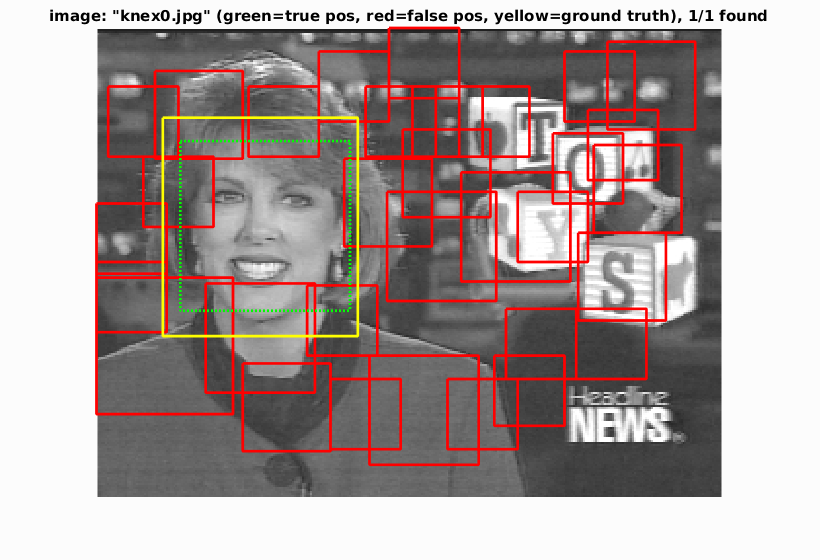 image: "knex0.jpg" (green=true pos, red=false pos, yellow=ground truth), 1/1 found
T
O
Y
S
Headline
NEWS